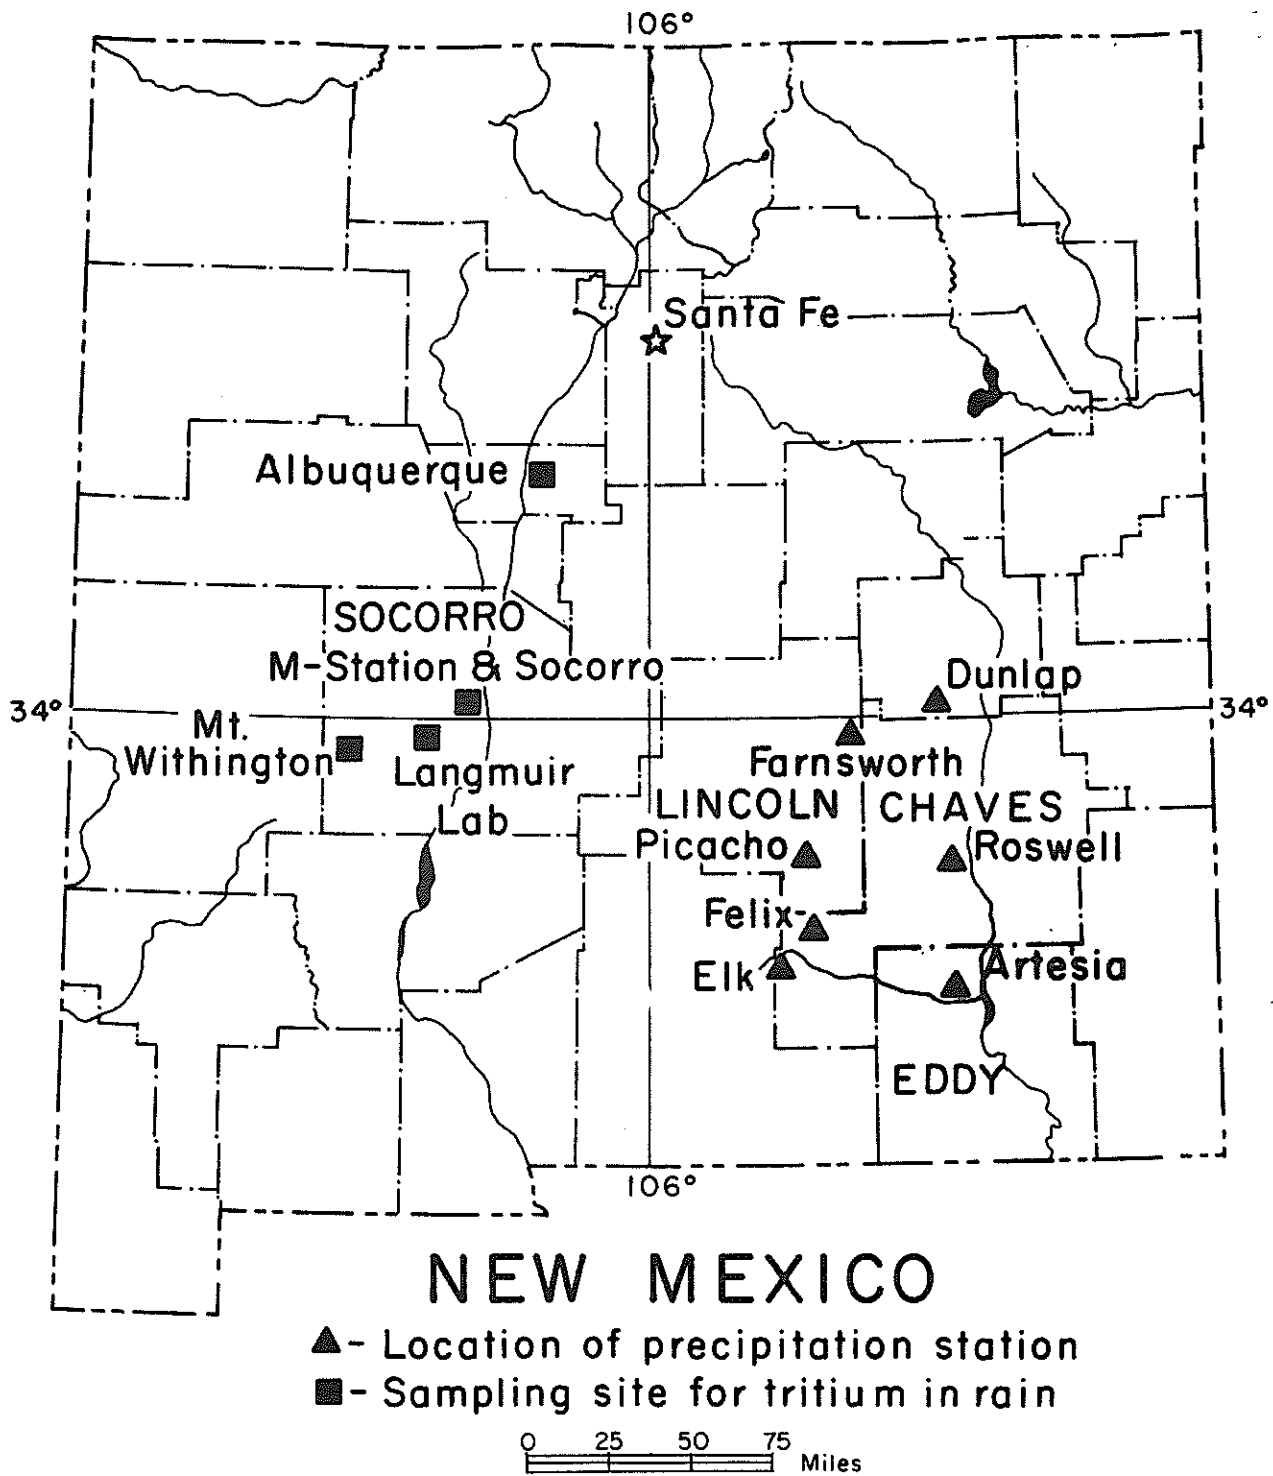 106°
Santa Fe
Albuquerque
SOCORRO
M-Station & Socorro
Dunlap
34°
34°
Mt.
Withington
Langmuir
Lab
Farnsworth
LINCOLN
CHAVES
Picacho
Roswell
Felix
Elk
Artesia
EDDY
106°
NEW MEXICO
- Location of precipitation station
- Sampling site for tritium in rain
0 25 50 75
Miles